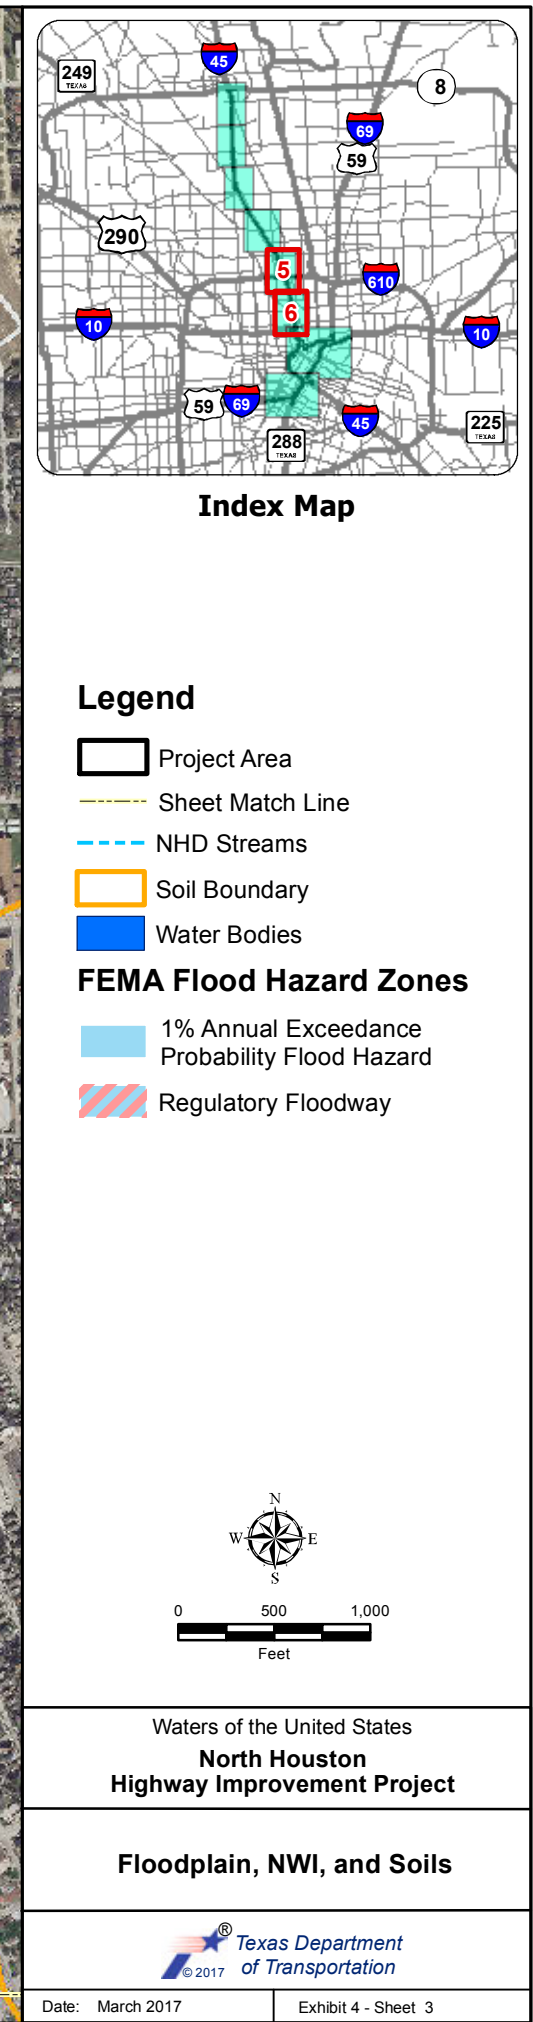 45
249
TEXAS
8
69
59
290
5
610
6
10
10
59
69
45
225
TEXAS
288
TEXAS
Index Map
Legend
Project Area
Sheet Match Line
NHD Streams
Soil Boundary
Water Bodies
FEMA Flood Hazard Zones
1% Annual Exceedance
Probability Flood Hazard
Regulatory Floodway
N
W E
S
0 500 1,000
Feet
Waters of the United States
North Houston
Highway Improvement Project
Floodplain, NWI, and Soils
® Texas Department
© 2017 of Transportation
Date: March 2017
Exhibit 4 - Sheet 3